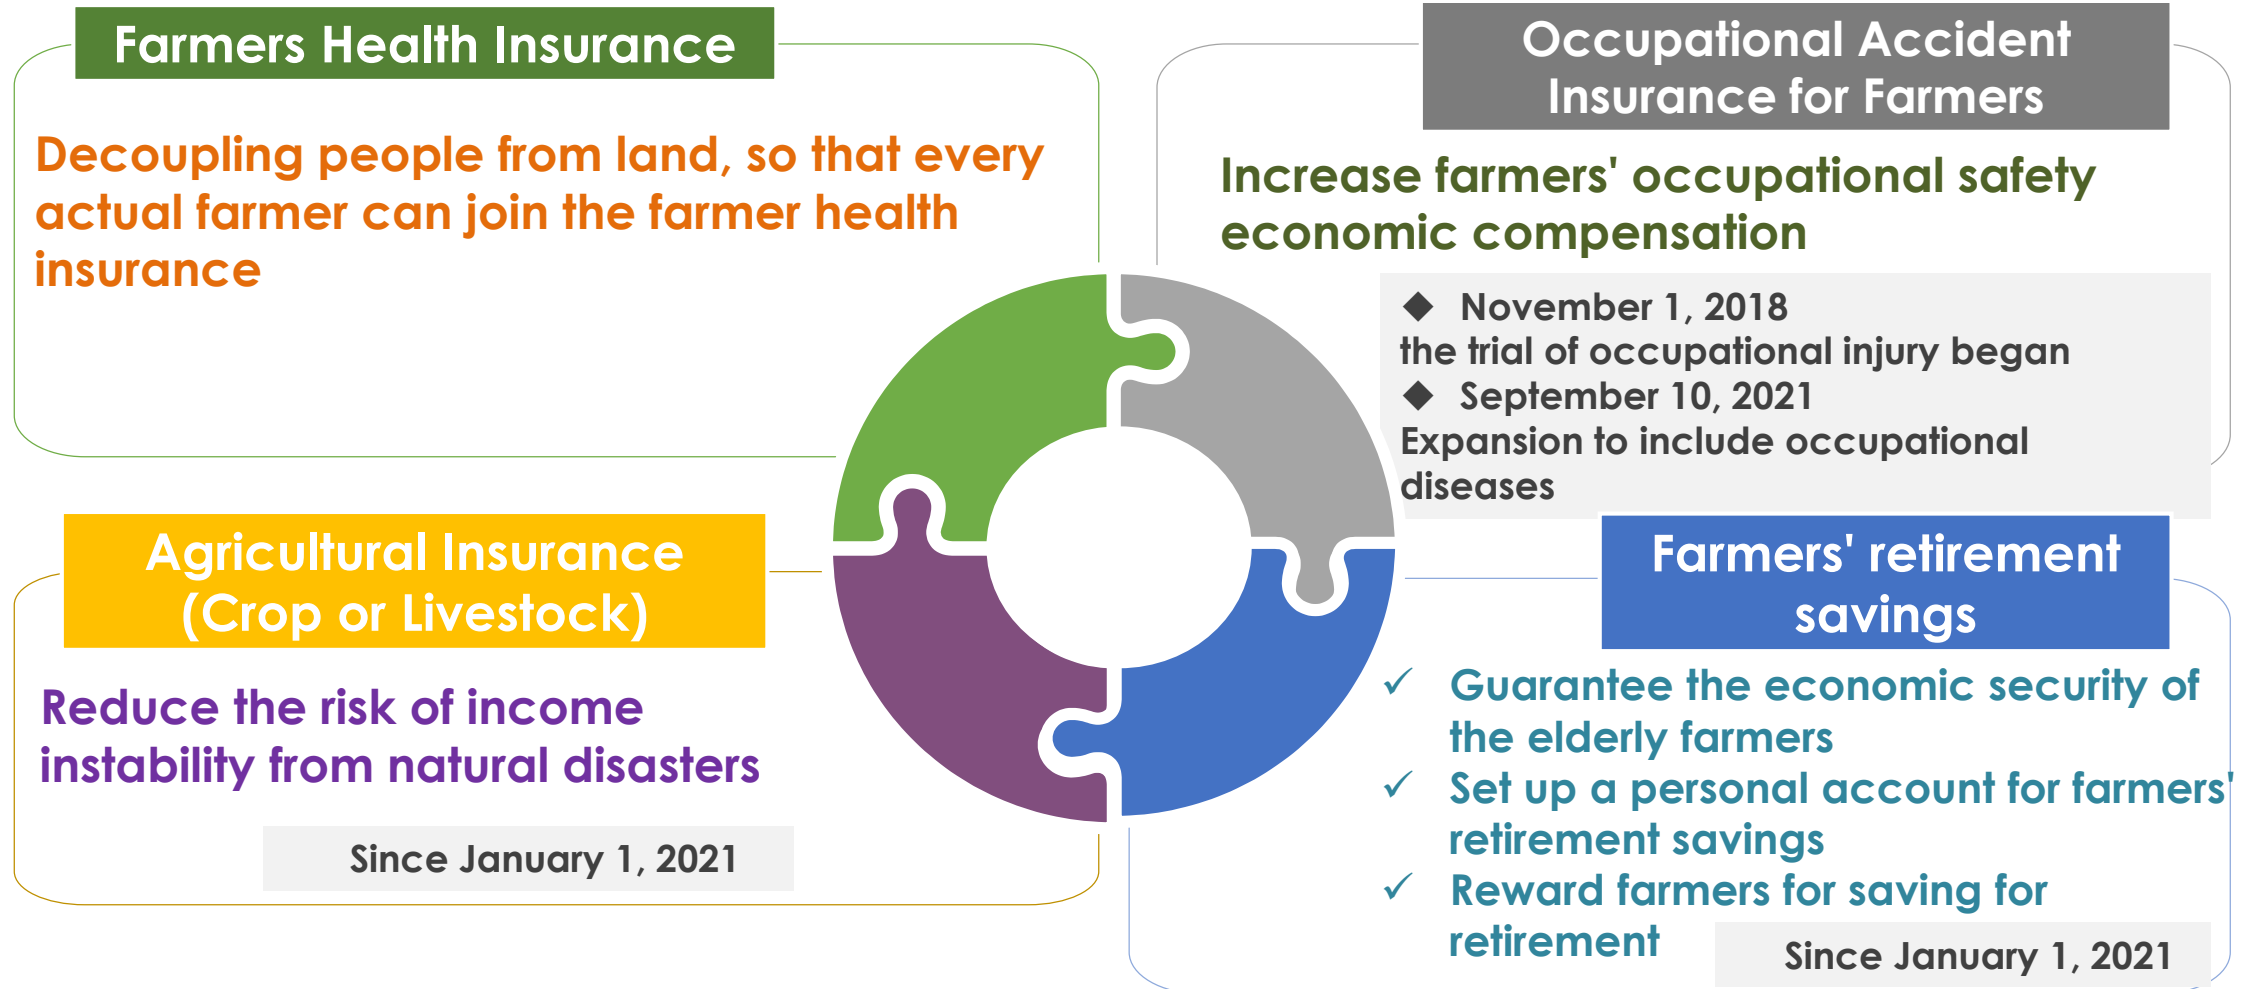 Farmers Health Insurance
Decoupling people from land, so that every
actual farmer can join the farmer health
insurance
Occupational Accident
Insurance for Farmers
Increase farmers' occupational safety
economic compensation
◆ November 1, 2018
the trial of occupational injury began
◆ September 10, 2021
Expansion to include occupational
diseases
Agricultural Insurance
(Crop or Livestock)
Reduce the risk of income
instability from natural disasters
Since January 1, 2021
Farmers' retirement
savings
✓ Guarantee the economic security of
the elderly farmers
✓ Set up a personal account for farmers'
retirement savings
✓ Reward farmers for saving for
retirement
Since January 1, 2021